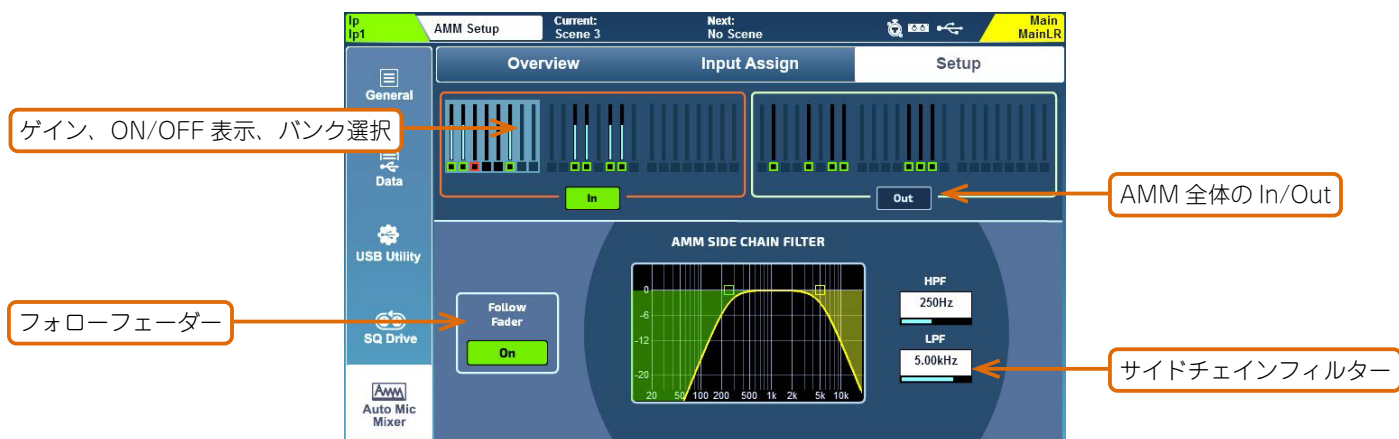 Ip
Ip1
AMM Setup
Current:
Scene 3
Next:
No Scene
Main
MainLR
General
Data
USB Utility
SQ Drive
AMM
Auto Mic
Mixer
Overview
Input Assign
Setup
In
Out
ゲイン、ON/OFF 表示、バンク選択
AMM 全体の In/Out
AMM SIDE CHAIN FILTER
Follow
Fader
On
0
-6
-12
-20
20 50 100 200 500 1k 2k 5k 10k
HPF
250Hz
LPF
5.00kHz
フォローフェーダー
サイドチェインフィルター